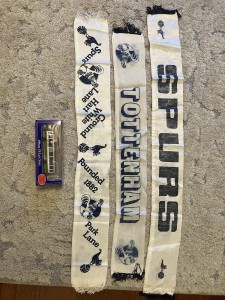 Spurs
White Hart Lane
Ground
Founded
1882
Park
Lane
TOTTENHAM
SPURS